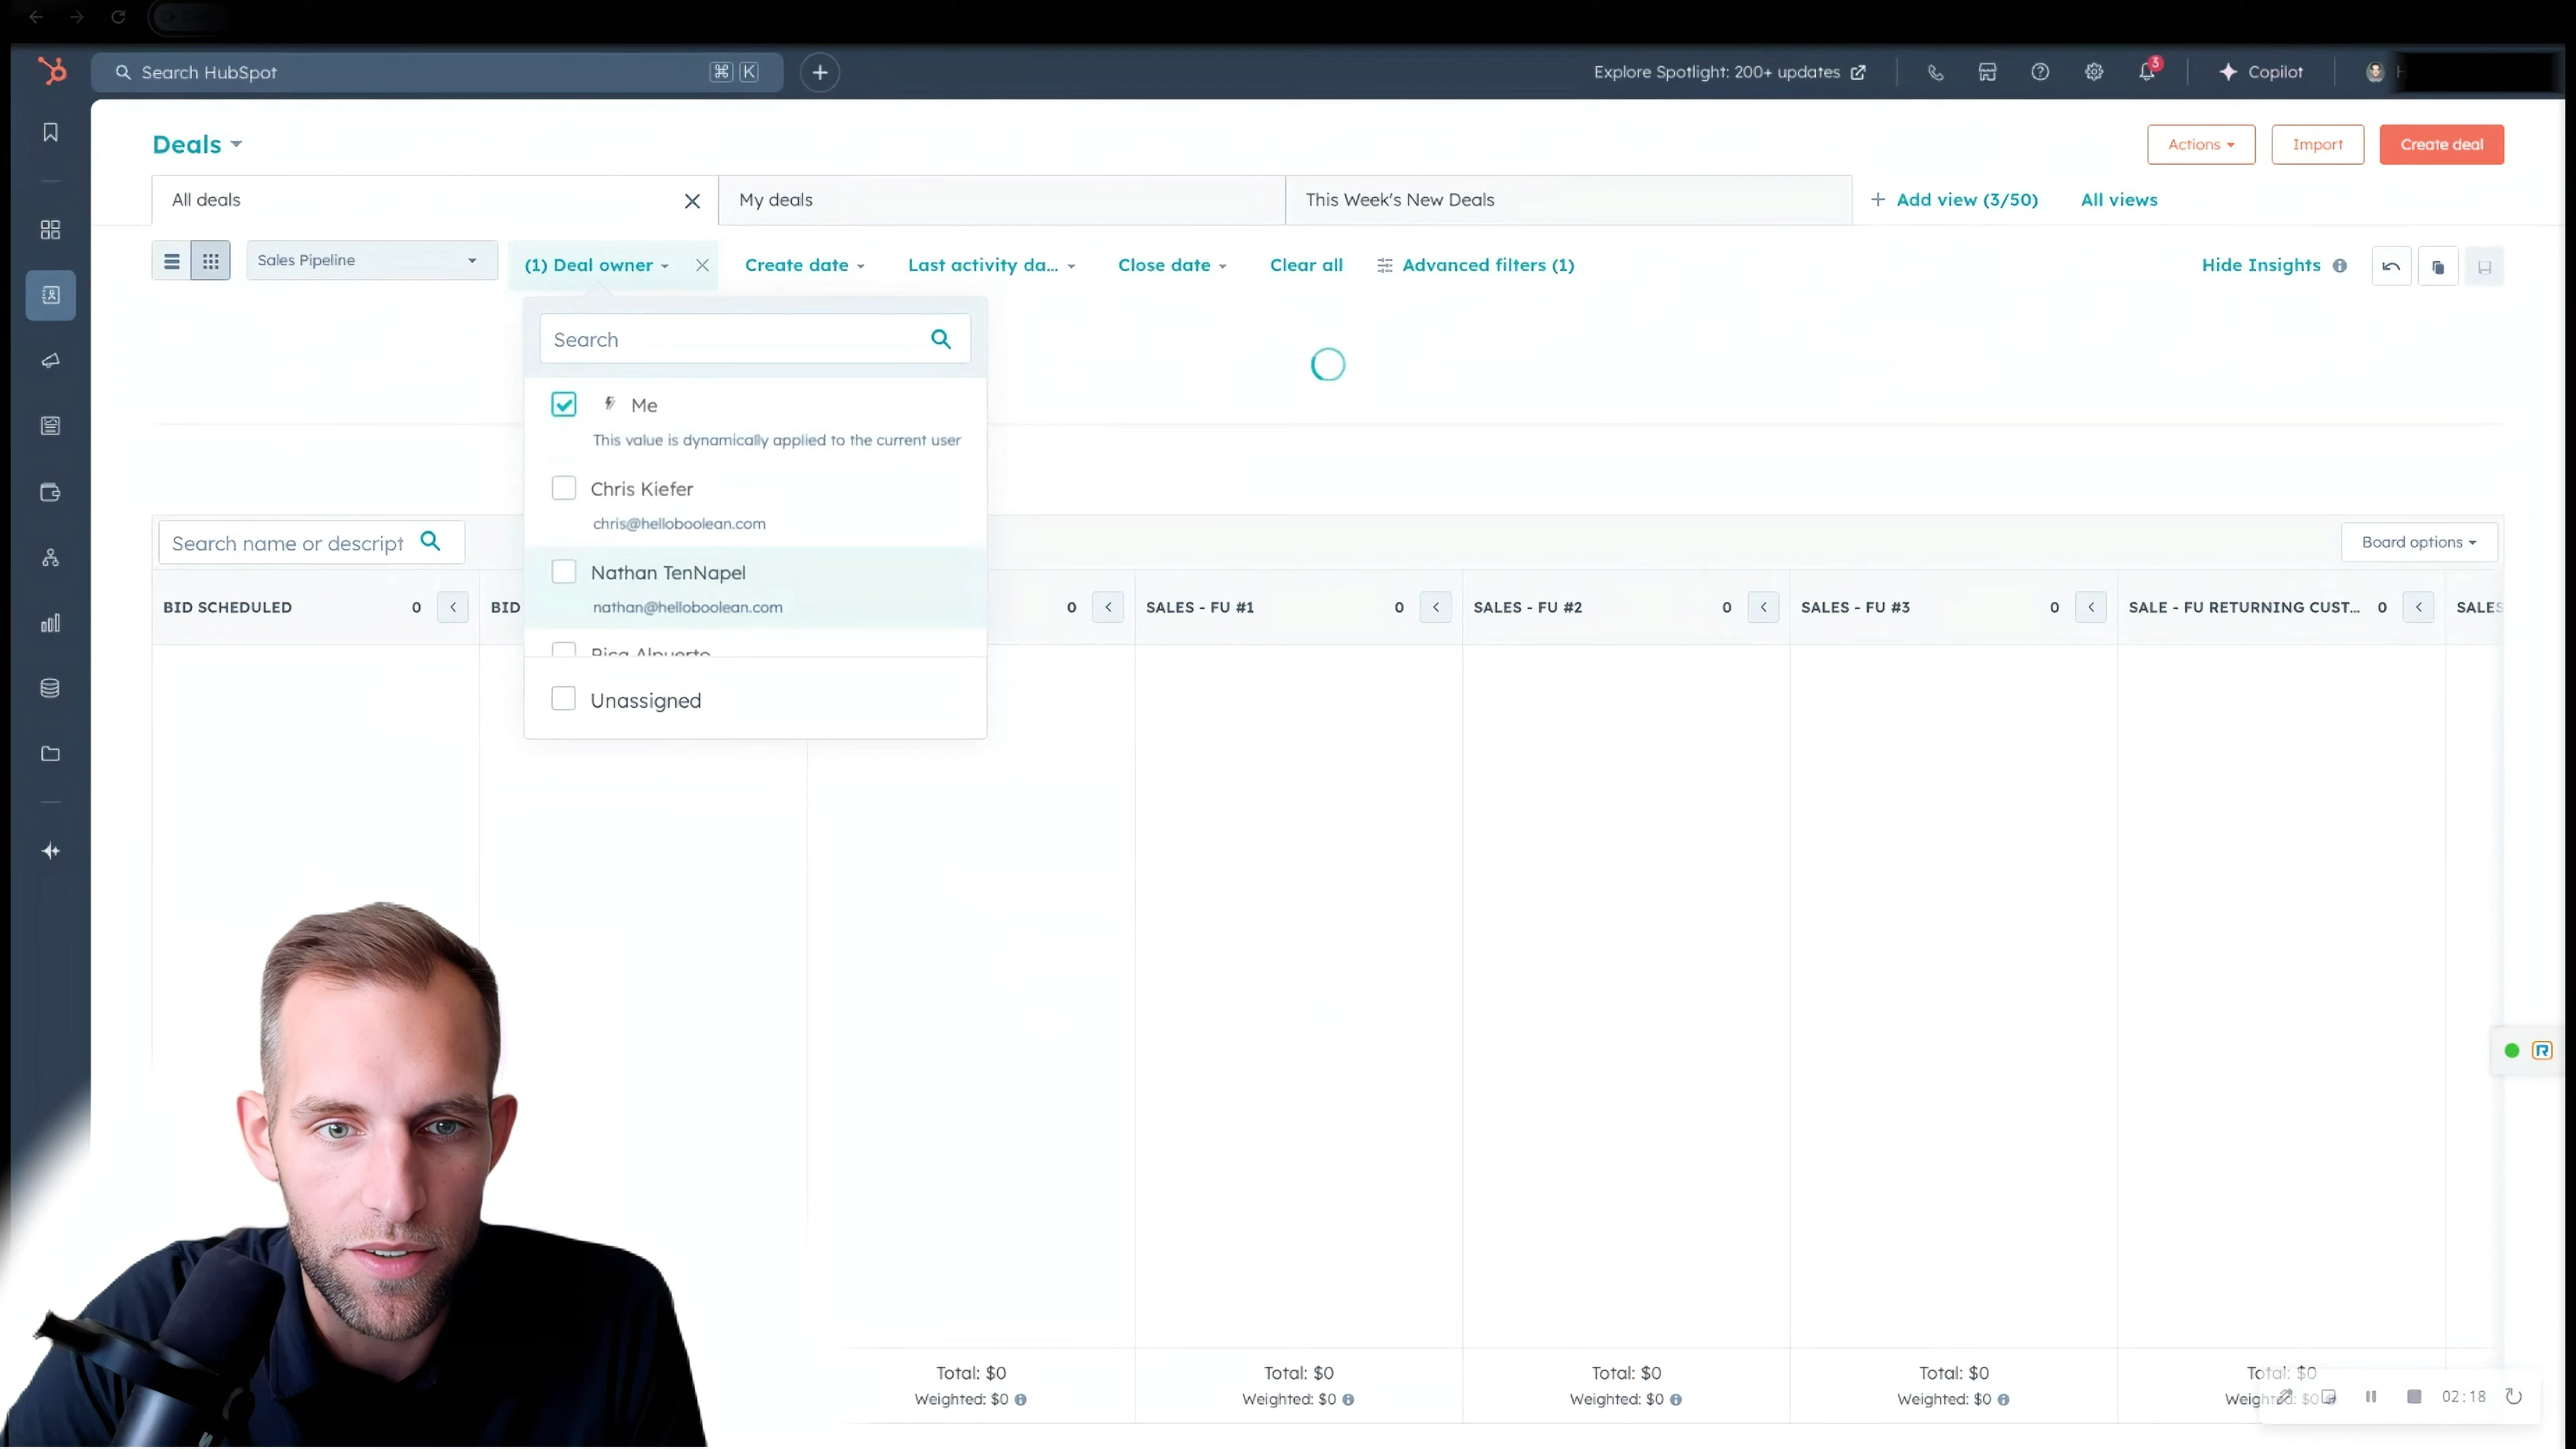 Search HubSpot
⌘ K
Explore Spotlight: 200+ updates
3
Copilot
Deals
Actions
Import
Create deal
All deals
My deals
This Week's New Deals
Add view (3/50)
All views
Sales Pipeline
(1) Deal owner
Create date
Last activity da...
Close date
Clear all
Advanced filters (1)
Hide Insights
Search
Me
This value is dynamically applied to the current user
Chris Kiefer
chris@helloboolean.com
Nathan TenNapel
nathan@helloboolean.com
Rica Alpuerto
Unassigned
Search name or descript
Board options
BID SCHEDULED 0
BID
0
SALES - FU #1 0
SALES - FU #2 0
SALES - FU #3 0
SALE - FU RETURNING CUST... 0
SALES
Total: $0
Weighted: $0
Total: $0
Weighted: $0
Total: $0
Weighted: $0
Total: $0
Weighted: $0
Total: $0
Weighted: $0
02:18